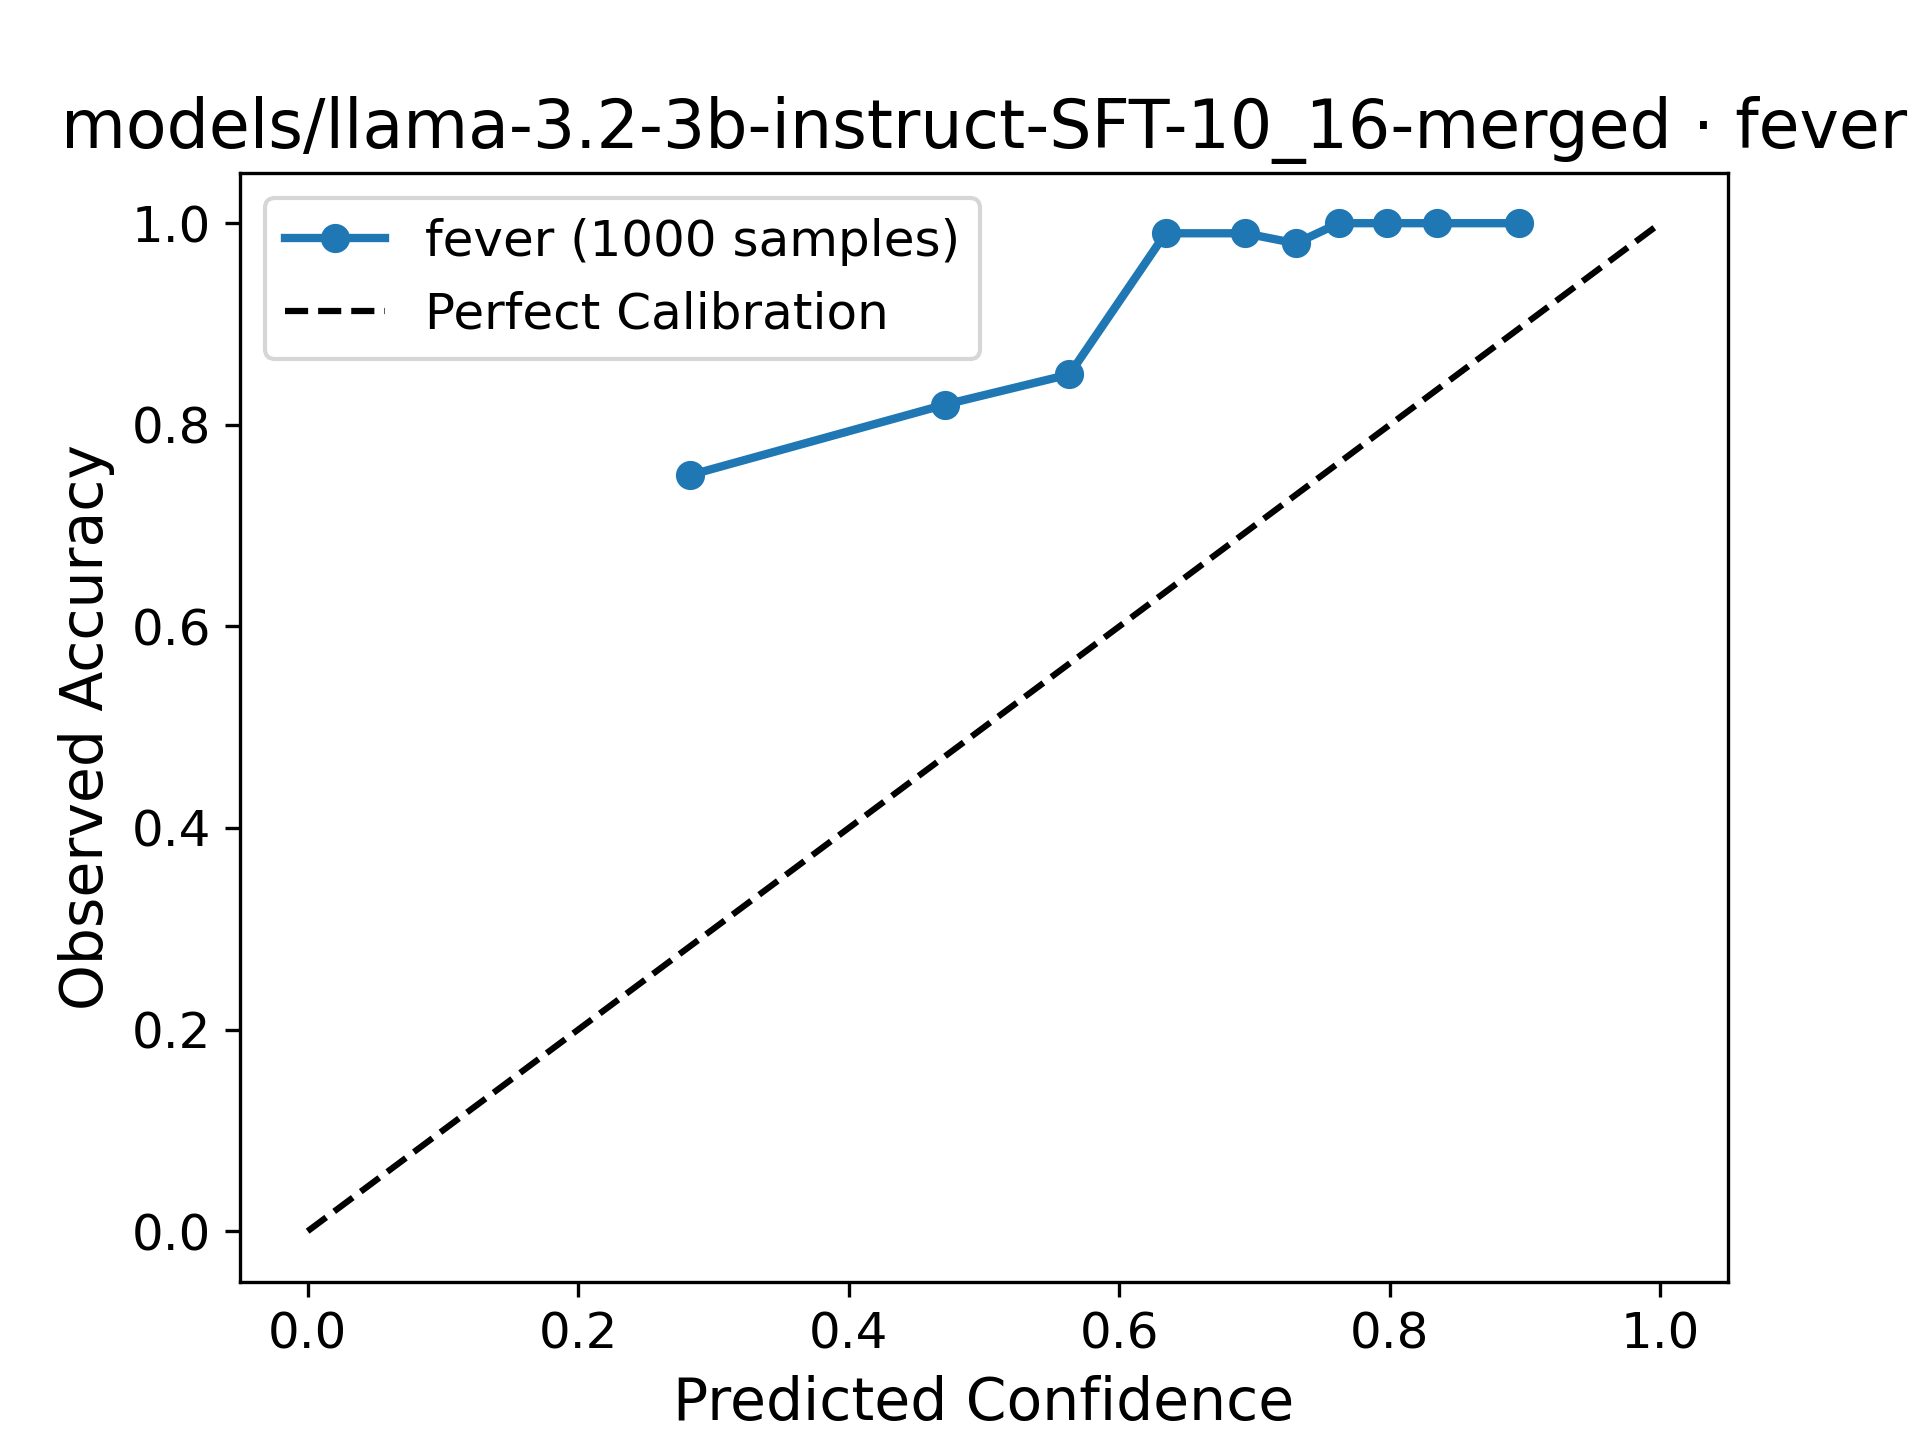 models/llama-3.2-3b-instruct-SFT-10_16-merged · fever
fever (1000 samples)
Perfect Calibration
Observed Accuracy
1.0
0.8
0.6
0.4
0.2
0.0
0.0 0.2 0.4 0.6 0.8 1.0
Predicted Confidence